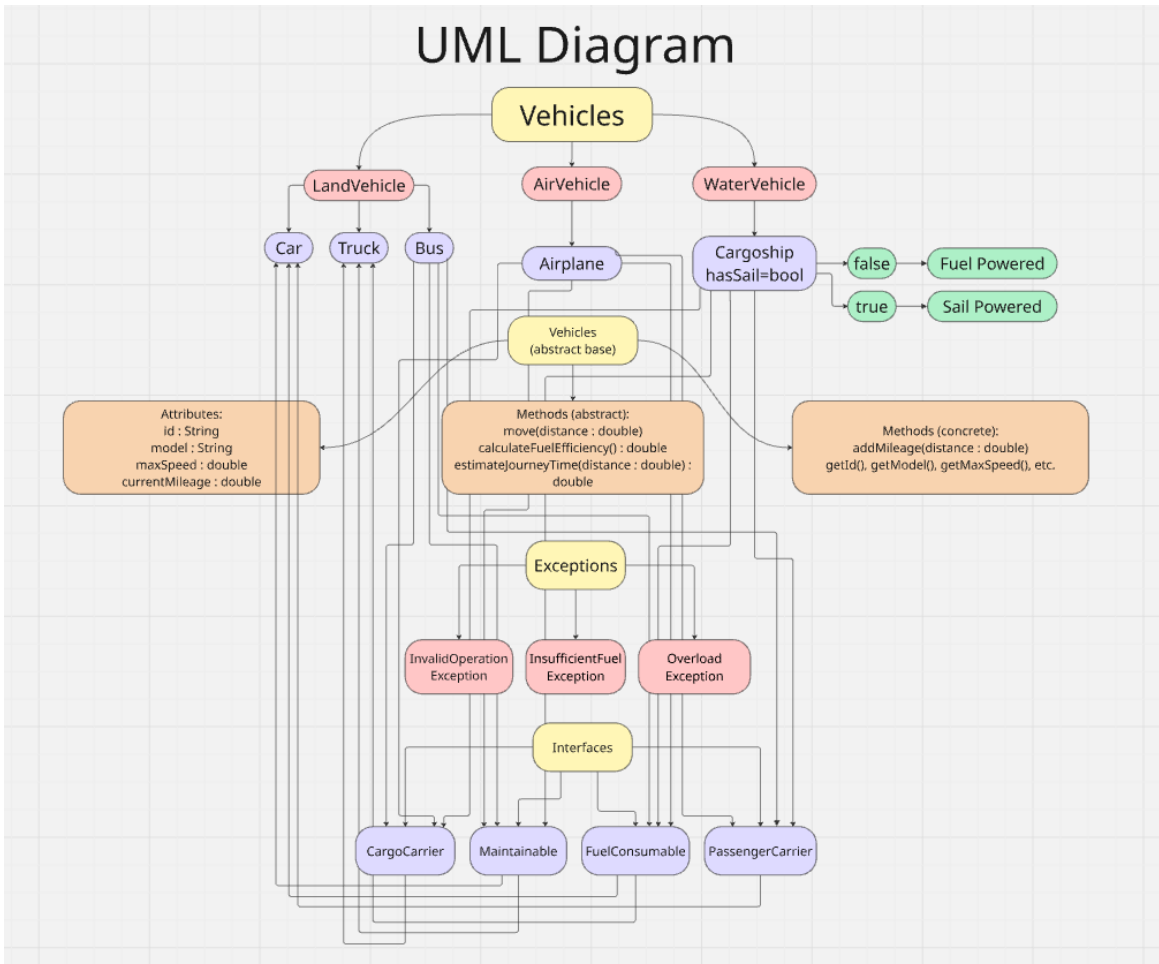 UML Diagram
Vehicles
LandVehicle
AirVehicle
WaterVehicle
Car
Truck
Bus
Airplane
Cargoship
hasSail=bool
false
Fuel Powered
true
Sail Powered
Vehicles
(abstract base)
Attributes:
id : String
model : String
maxSpeed : double
currentMileage : double
Methods (abstract):
move(distance : double)
calculateFuelEfficiency() : double
estimateJourneyTime(distance : double) :
double
Methods (concrete):
addMileage(distance : double)
getId(), getModel(), getMaxSpeed(), etc.
Exceptions
InvalidOperation
Exception
InsufficientFuel
Exception
Overload
Exception
Interfaces
CargoCarrier
Maintainable
FuelConsumable
PassengerCarrier